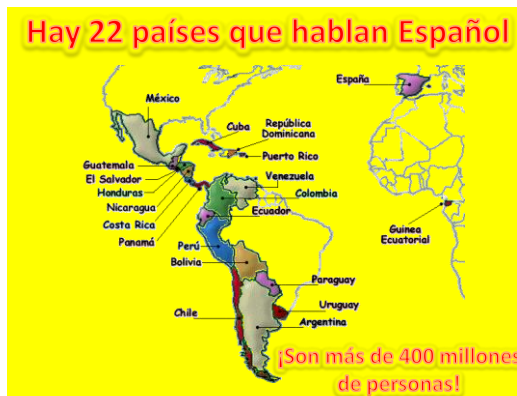 Hay 22 países que hablan Español
España
México
Cuba
República
Dominicana
Puerto Rico
Guatemala
El Salvador
Honduras
Nicaragua
Costa Rica
Panamá
Venezuela
Colombia
Ecuador
Guinea
Ecuatorial
Perú
Bolivia
Paraguay
Chile
Uruguay
Argentina
¡Son más de 400 millones
de personas!